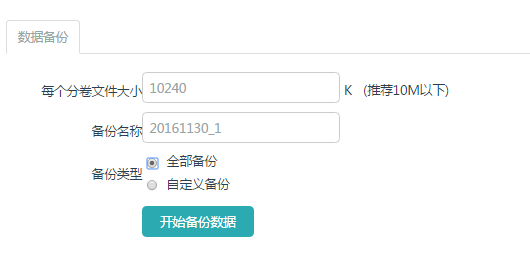 数据备份
每个分卷文件大小 10240 K (推荐10M以下)
备份名称 20161130_1
备份类型 全部备份
自定义备份
开始备份数据